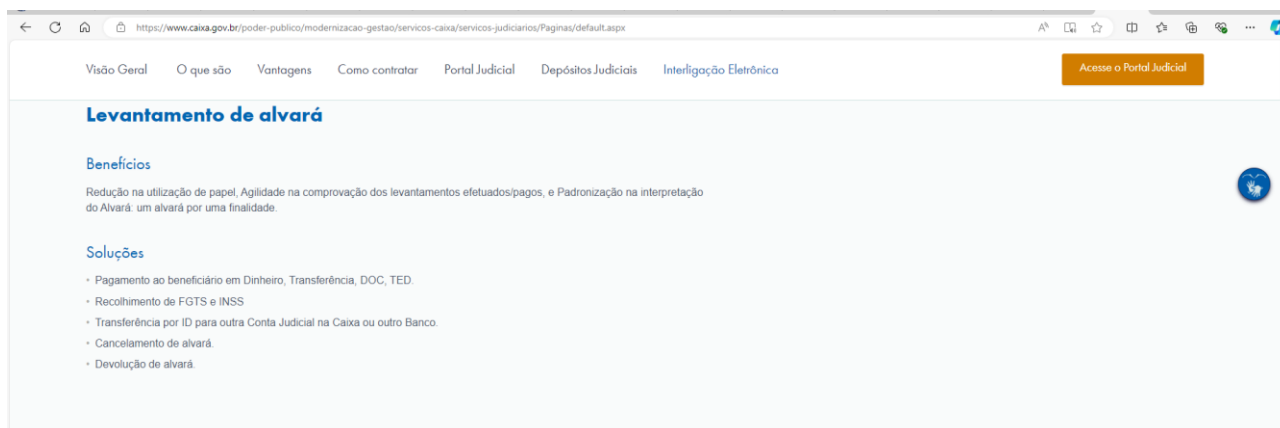 https://www.caixa.gov.br/poder-publico/modernizacao-gestao/servicos-caixa/servicos-judiciarios/Paginas/default.aspx
Visão Geral O que são Vantagens Como contratar Portal Judicial Depósitos Judiciais Interligação Eletrônica Acesse o Portal Judicial
Levantamento de alvará
Benefícios
Redução na utilização de papel, Agilidade na comprovação dos levantamentos efetuados/pagos, e Padronização na interpretação
do Alvará: um alvará por uma finalidade.
Soluções
• Pagamento ao beneficiário em Dinheiro, Transferência, DOC, TED.
• Recolhimento de FGTS e INSS
• Transferência por ID para outra Conta Judicial na Caixa ou outro Banco.
• Cancelamento de alvará.
• Devolução de alvará.